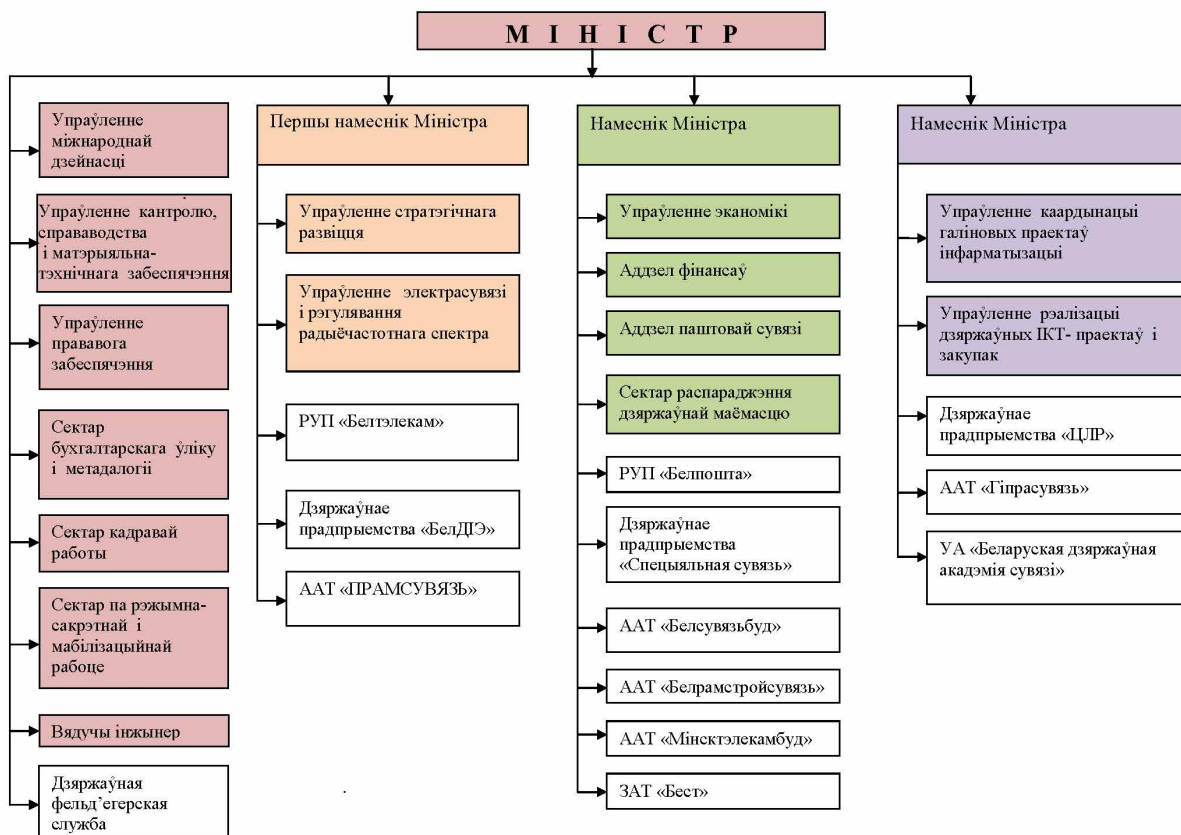 М І Н І С Т Р
Упраўленне
міжнароднай
дзейнасці
Упраўленне кантролю,
справаводства
і матэрыяльна-
тэхнічнага забеспячэння
Упраўленне
прававога
забеспячэння
Сектар
бухгалтарскага ўліку
і метадалогіі
Сектар кадравай
работы
Сектар па рэжымна-
сакрэтнай і
мабілізацыйнай
рабоце
Вядучы інжынер
Дзяржаўная
фельд’егерская
служба
Першы намеснік Міністра
Упраўленне стратэгічнага
развіцця
Упраўленне электрасувязі
і рэгулявання
радыёчастотнага спектра
РУП «Белтэлекам»
Дзяржаўнае
прадпрыемства «БелДІЭ»
ААТ «ПРАМСУВЯЗЬ»
Намеснік Міністра
Упраўленне эканомікі
Аддзел фінансаў
Аддзел паштовай сувязі
Сектар распараджэння
дзяржаўнай маёмасцю
РУП «Белпошта»
Дзяржаўнае
прадпрыемства
«Спецыяльная сувязь»
ААТ «Белсувязьбуд»
ААТ «Белрамстройсувязь»
ААТ «Мінсктэлекамбуд»
ЗАТ «Бест»
Намеснік Міністра
Упраўленне каардынацыі
галіновых праектаў
інфарматызацыі
Упраўленне рэалізацыі
дзяржаўных ІКТ- праектаў і
закупак
Дзяржаўнае
прадпрыемства «ЦЛР»
ААТ «Гіпрасувязь»
УА «Беларуская дзяржаўная
акадэмія сувязі»